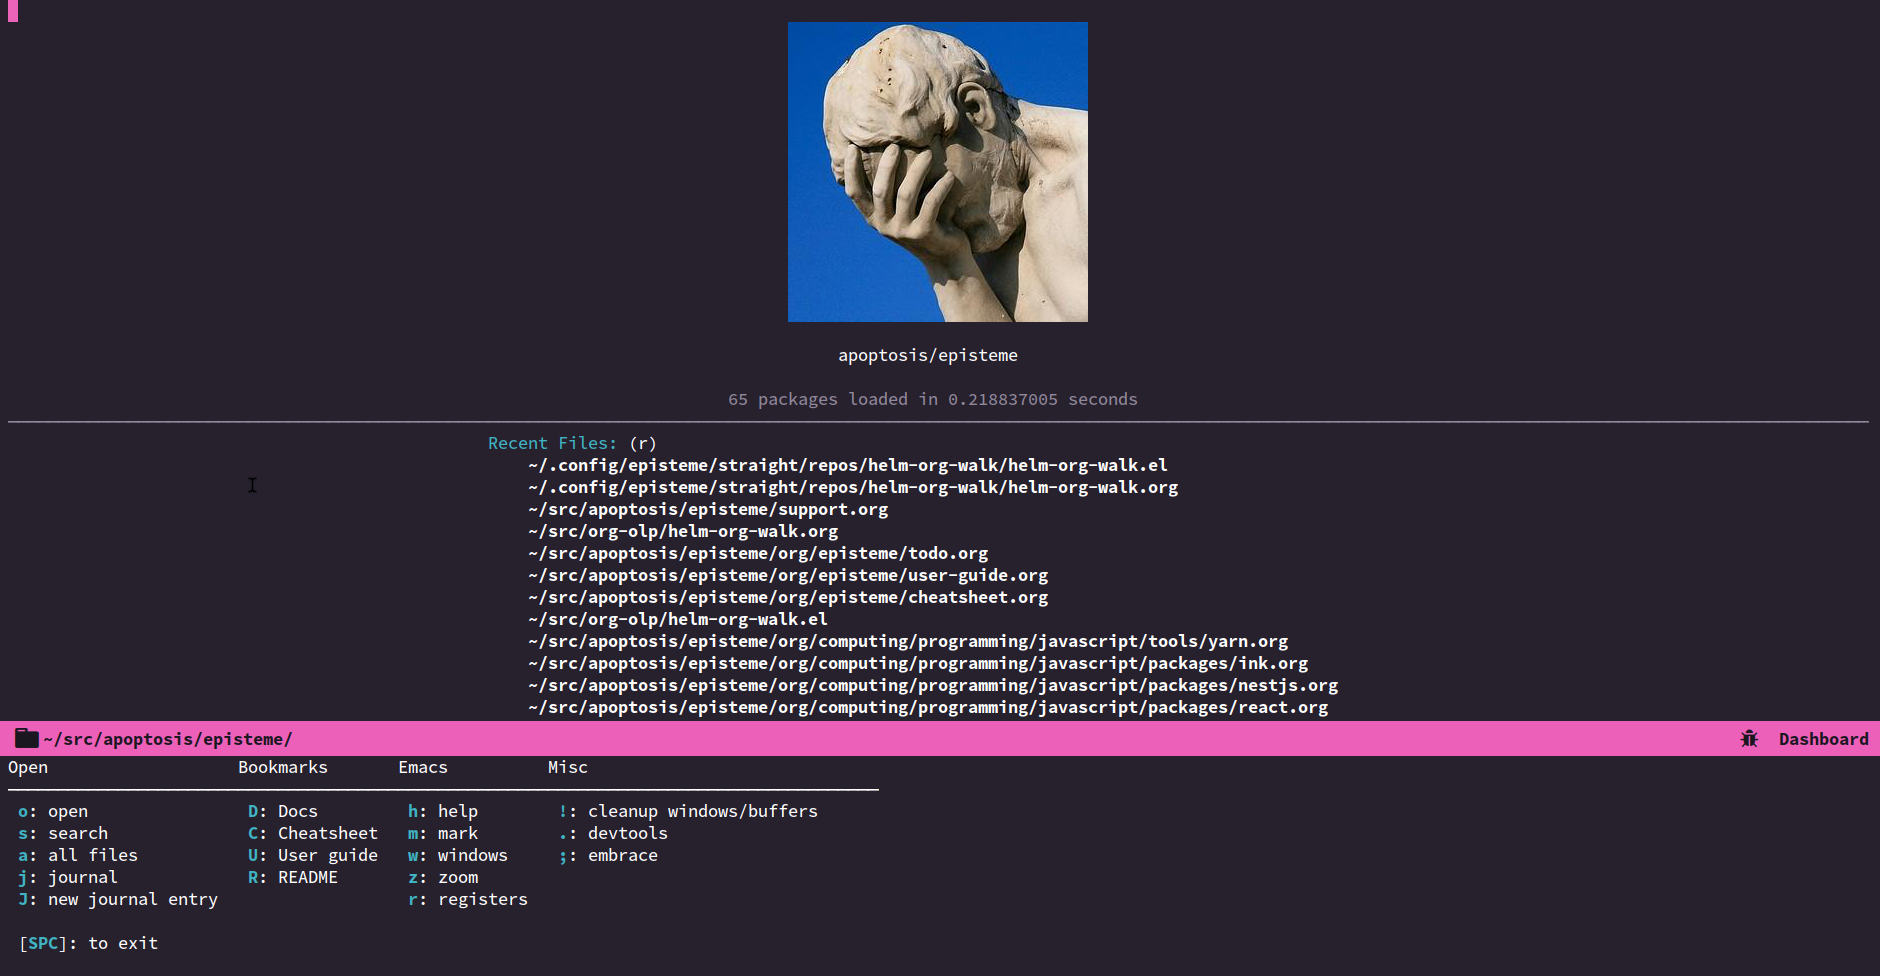 apoptosis/episteme
65 packages loaded in 0.218837005 seconds
Recent Files: (r)
~/.config/episteme/straight/repos/helm-org-walk/helm-org-walk.el
~/.config/episteme/straight/repos/helm-org-walk/helm-org-walk.org
~/src/apoptosis/episteme/support.org
~/src/org-olp/helm-org-walk.org
~/src/apoptosis/episteme/org/episteme/todo.org
~/src/apoptosis/episteme/org/episteme/user-guide.org
~/src/apoptosis/episteme/org/episteme/cheatsheet.org
~/src/org-olp/helm-org-walk.el
~/src/apoptosis/episteme/org/computing/programming/javascript/tools/yarn.org
~/src/apoptosis/episteme/org/computing/programming/javascript/packages/ink.org
~/src/apoptosis/episteme/org/computing/programming/javascript/packages/nestjs.org
~/src/apoptosis/episteme/org/computing/programming/javascript/packages/react.org
~/src/apoptosis/episteme/ Dashboard
Open Bookmarks Emacs Misc
o: open D: Docs h: help !: cleanup windows/buffers
s: search C: Cheatsheet m: mark .: devtools
a: all files U: User guide w: windows ;: embrace
j: journal R: README z: zoom
J: new journal entry r: registers
[SPC]: to exit